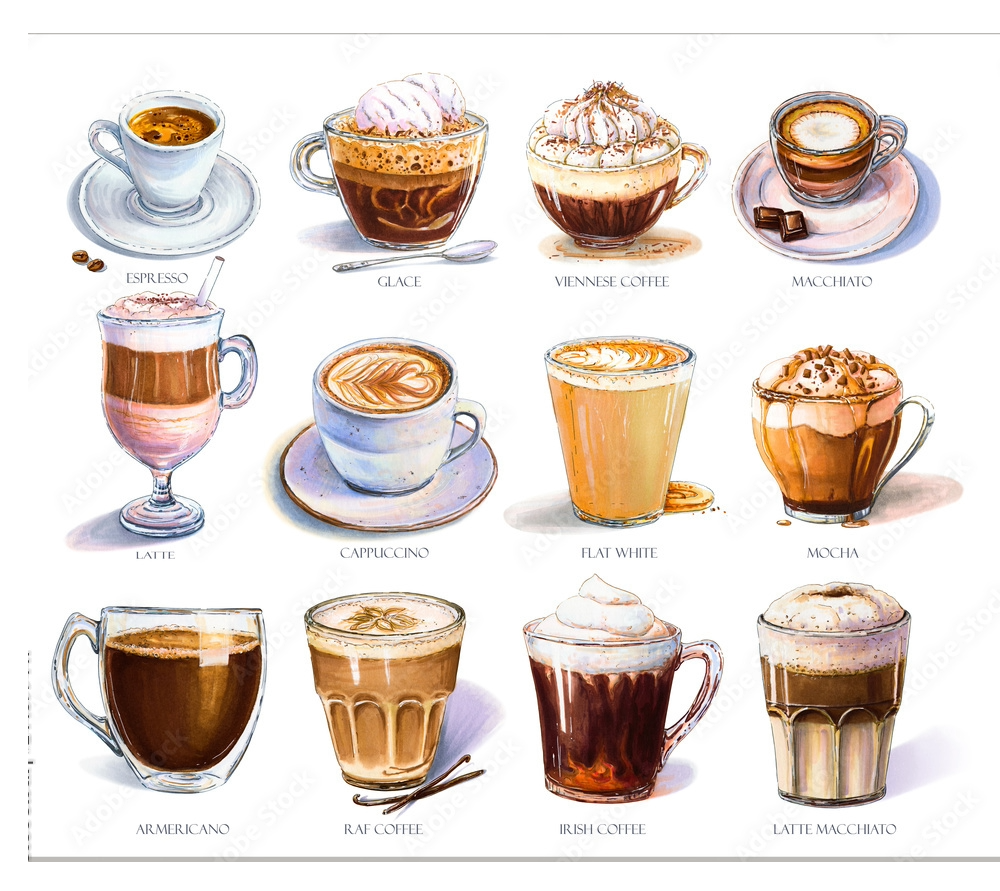 ESPRESSO
GLACE
VIENNESE COFFEE
MACCHIATO
LATTE
CAPPUCCINO
FLAT WHITE
MOCHA
ARMERICANO
RAF COFFEE
IRISH COFFEE
LATTE MACCHIATO